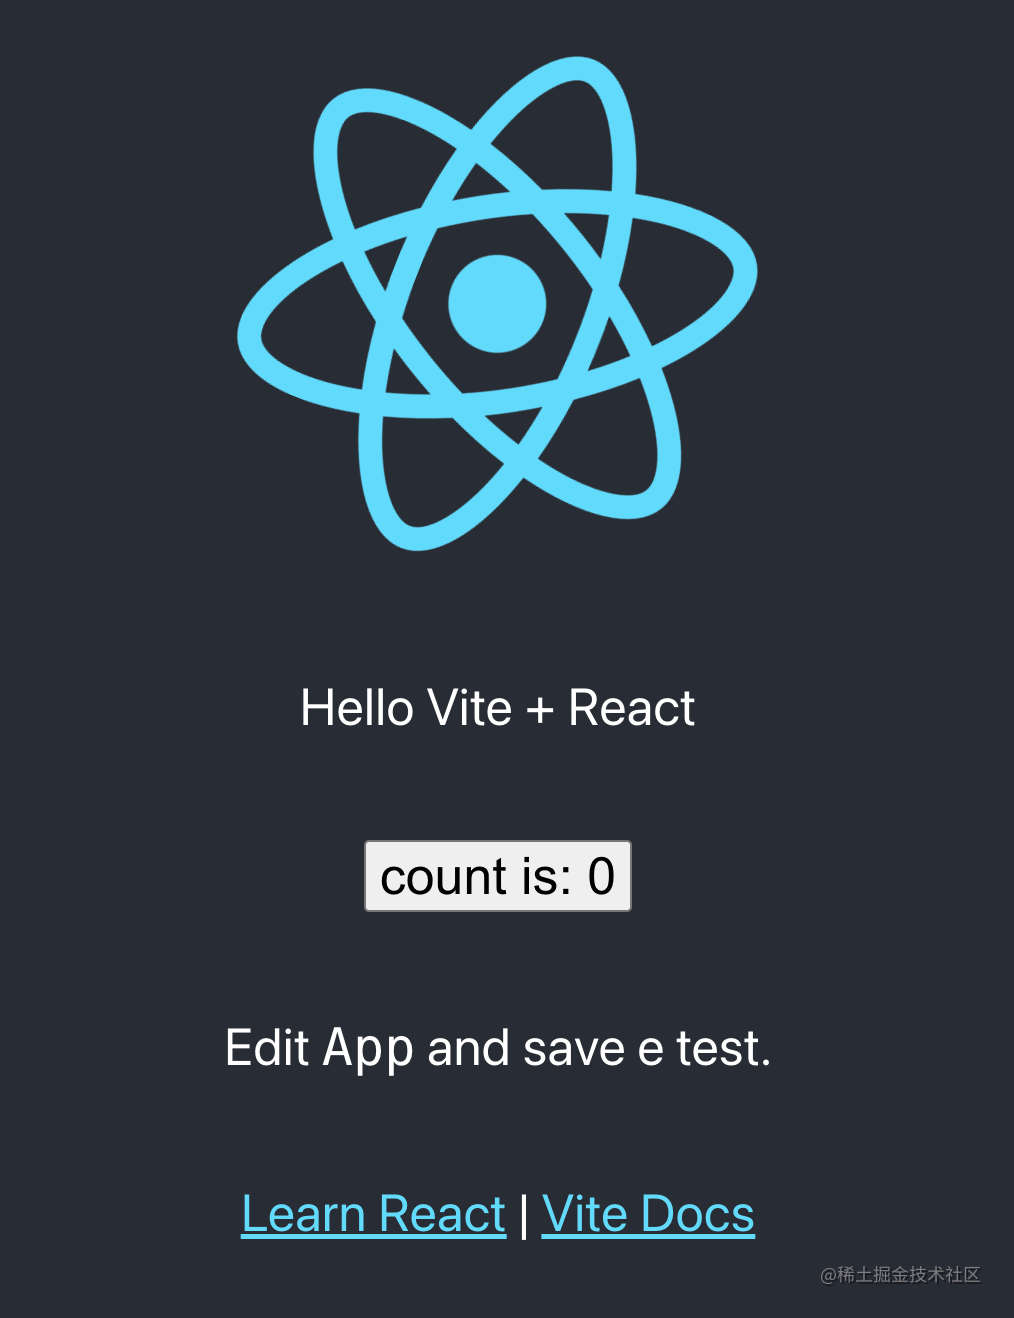 Hello Vite + React
count is: 0
Edit App and save e test.
Learn React | Vite Docs
@稀土掘金技术社区